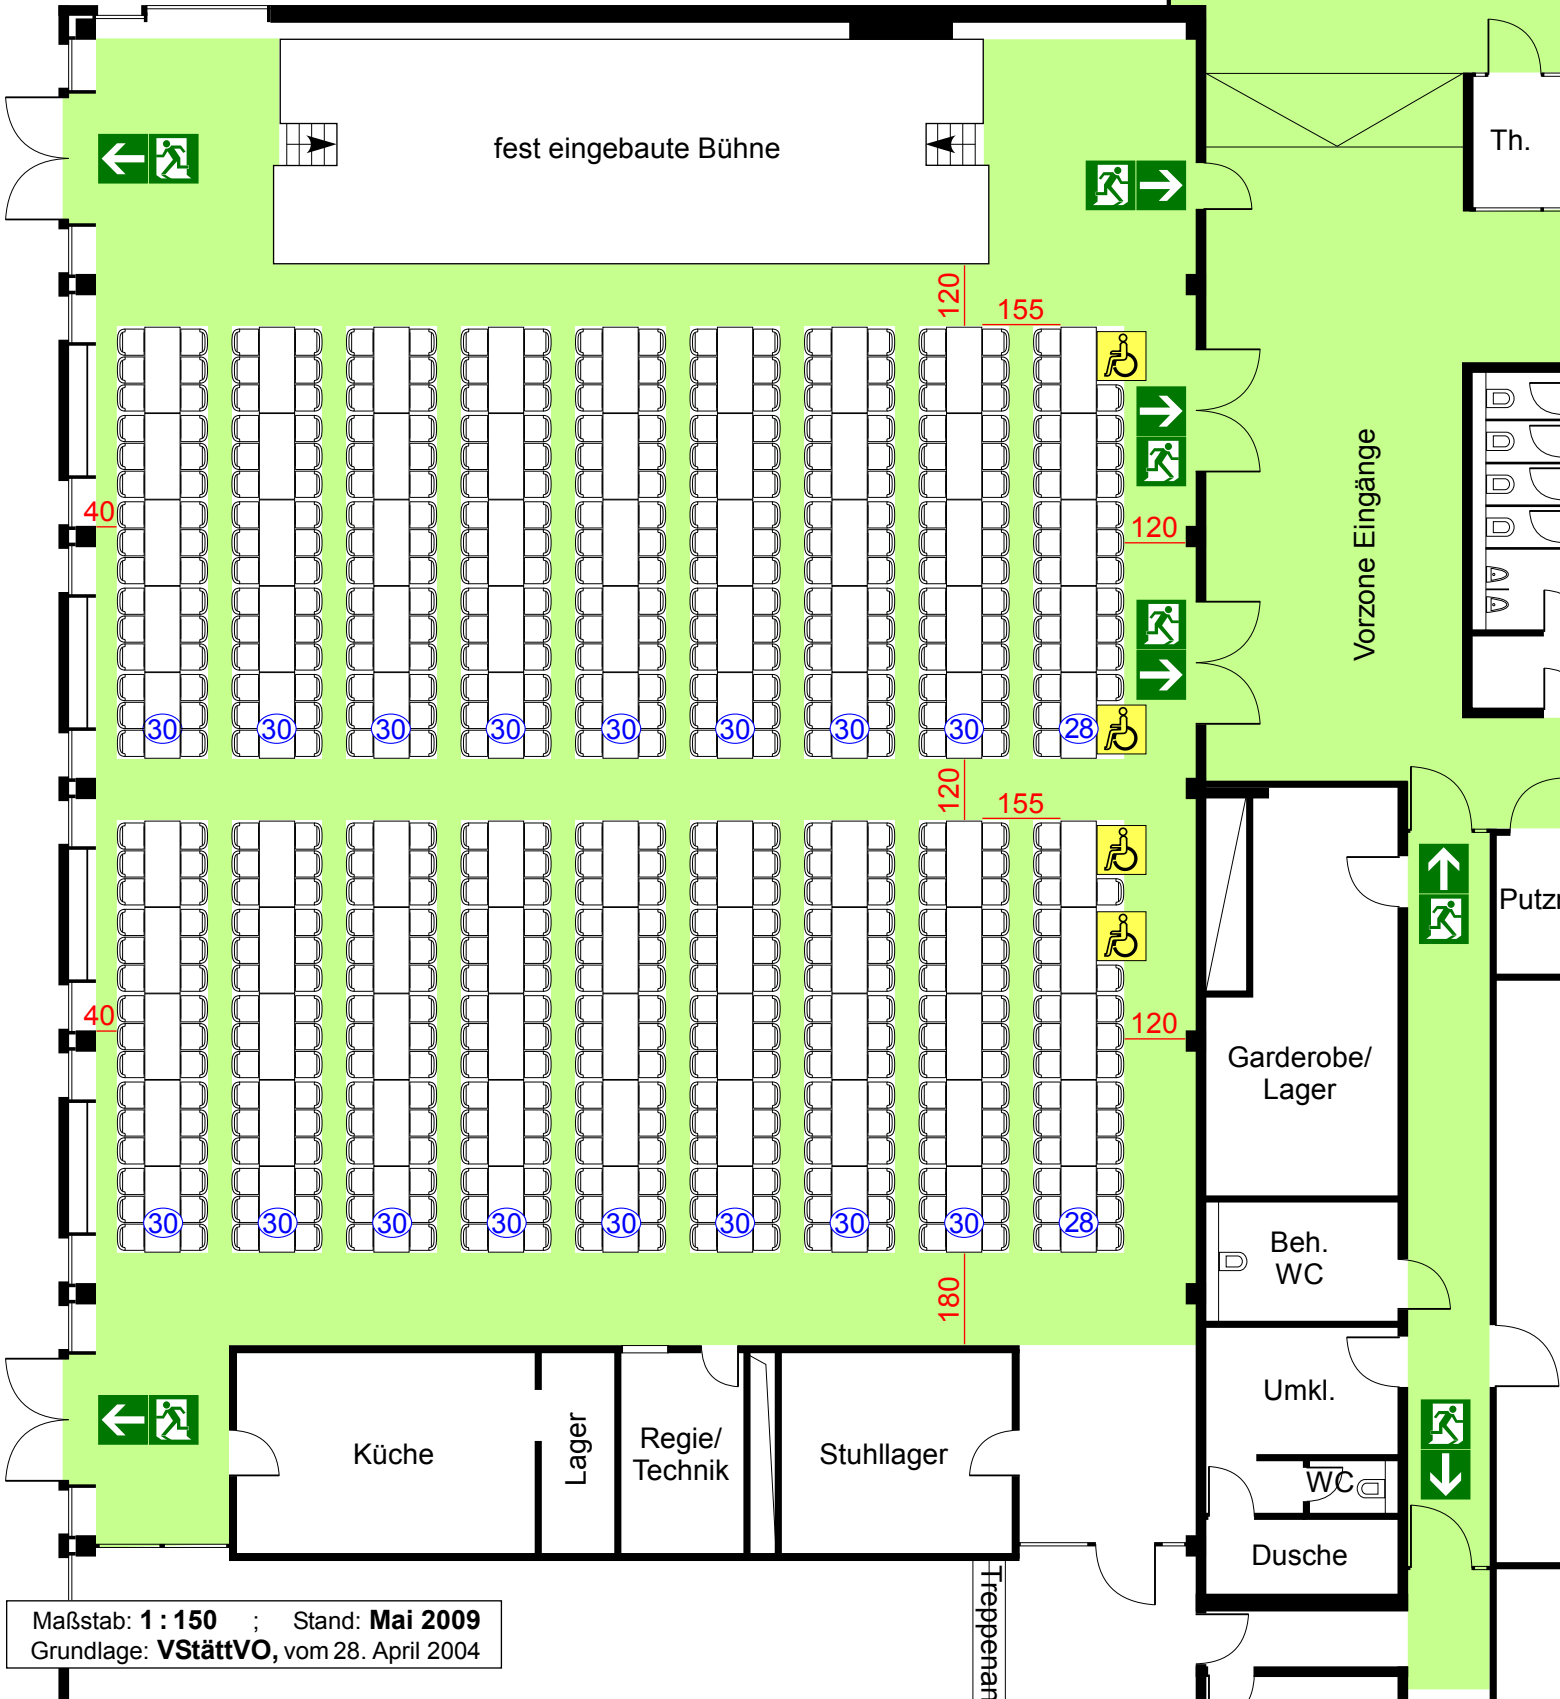 fest eingebaute Bühne
Th.
120
155
40
120
Vorzone Eingänge
30
30
30
30
30
30
30
30
28
120
155
Putzr
40
120
Garderobe/
Lager
30
30
30
30
30
30
30
30
28
Beh.
WC
180
Umkl.
Küche
Lager
Regie/
Technik
Stuhllager
WC
Dusche
Treppenan
Maßstab: 1 : 150 ; Stand: Mai 2009
Grundlage: VStättVO, vom 28. April 2004